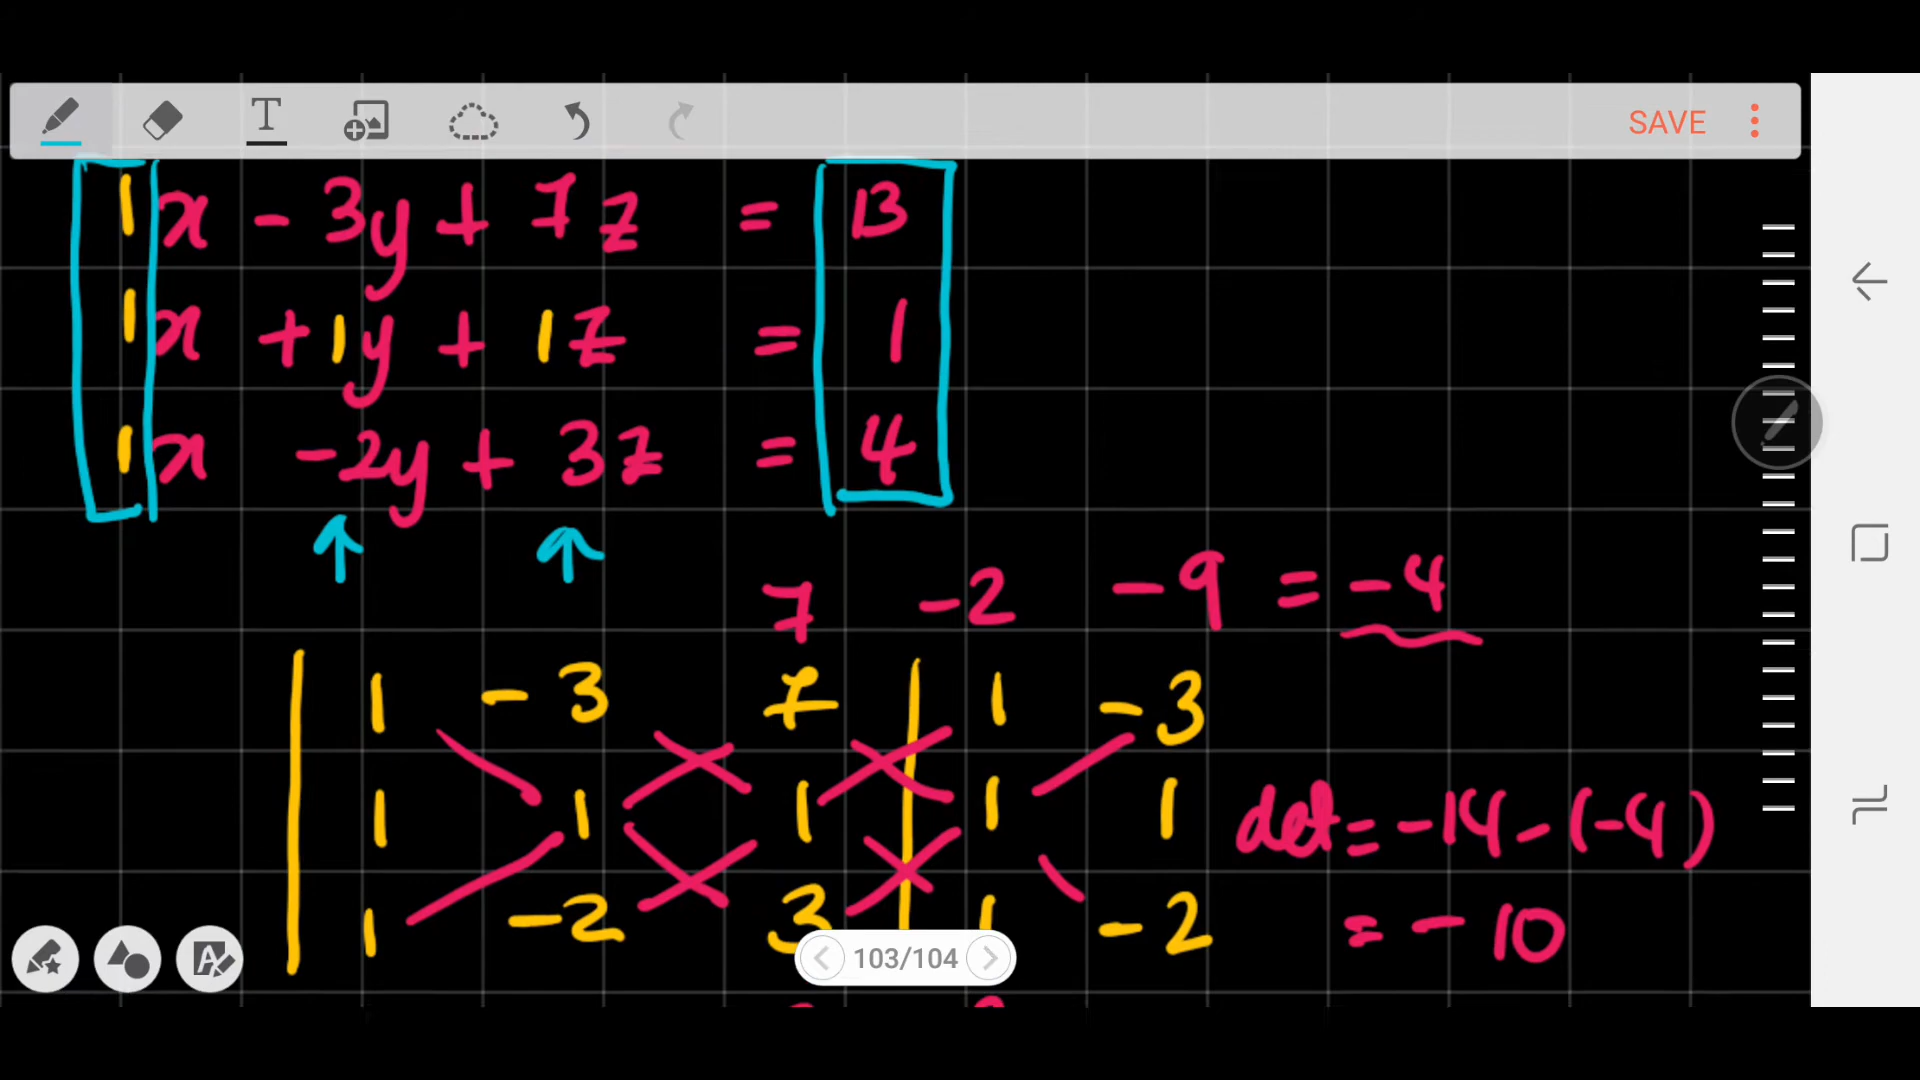 T SAVE
1x - 3y + 7z = 13
1x + 1y + 1z = 1
1x -2y + 3z = 4
7 -2 -9 = -4
1 -3 7 1 -3
1 1 1 1 1 det = -14 - (-4)
1 -2 3 1 -2 = -10
103/104